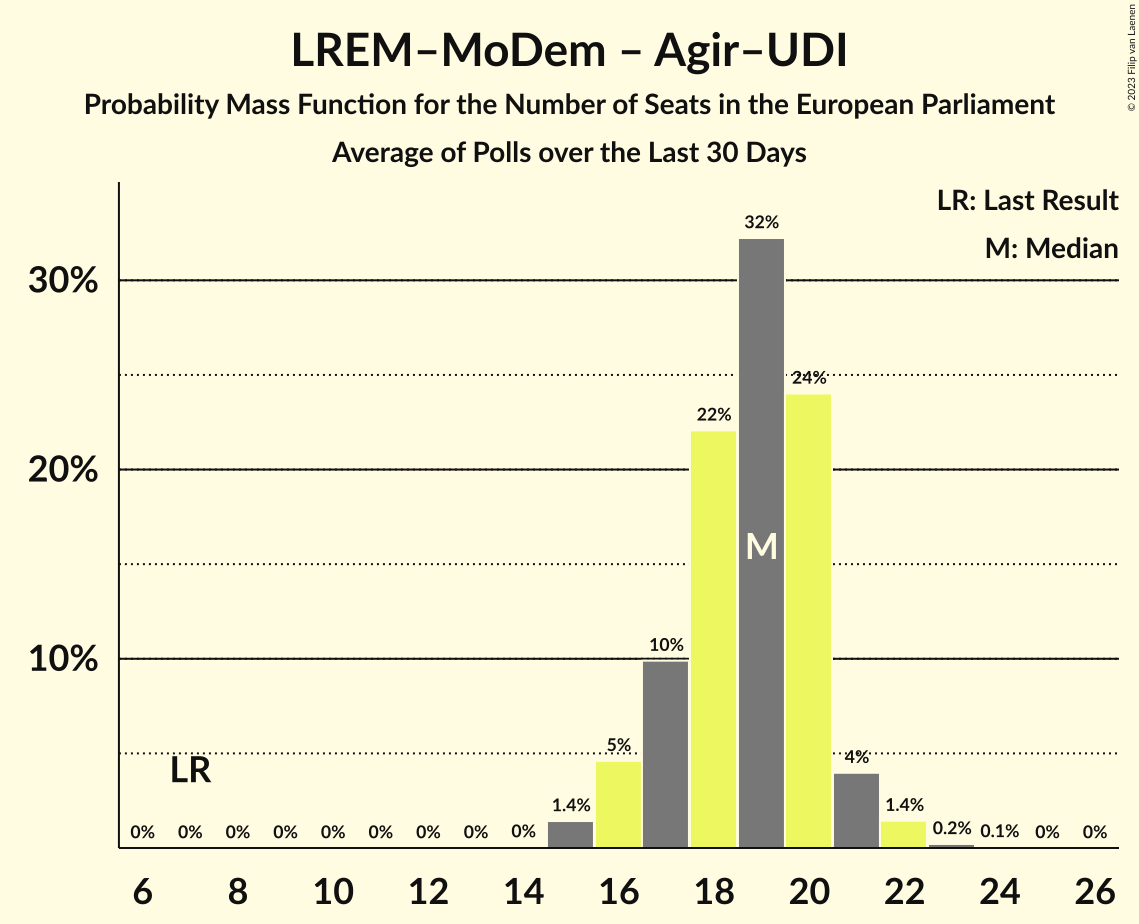 LREM–MoDem – Agir–UDI
Probability Mass Function for the Number of Seats in the European Parliament
Average of Polls over the Last 30 Days
© 2023 Filip van Laenen
LR: Last Result
M: Median
32%
30%
24%
22%
20%
M
10%
10%
5%
4%
LR
1.4%
1.4%
0% 0% 0% 0% 0% 0% 0% 0% 0% 0.2% 0.1% 0% 0%
6 8 10 12 14 16 18 20 22 24 26